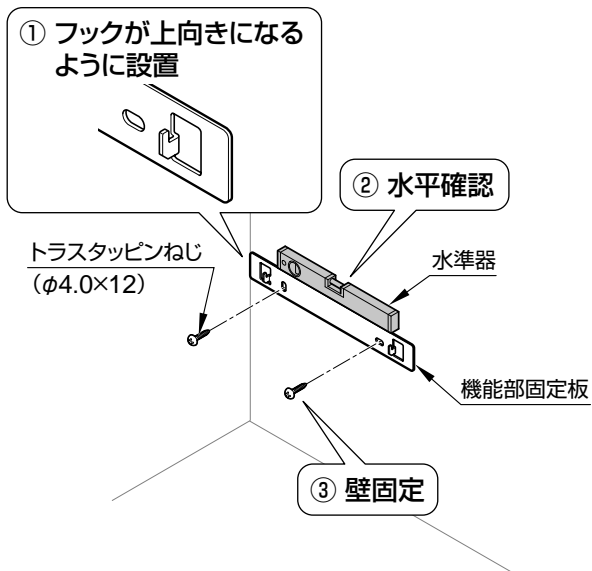 ① フックが上向きになる
ように設置
② 水平確認
トラスタッピンねじ
（φ4.0×12）
水準器
機能部固定板
③ 壁固定